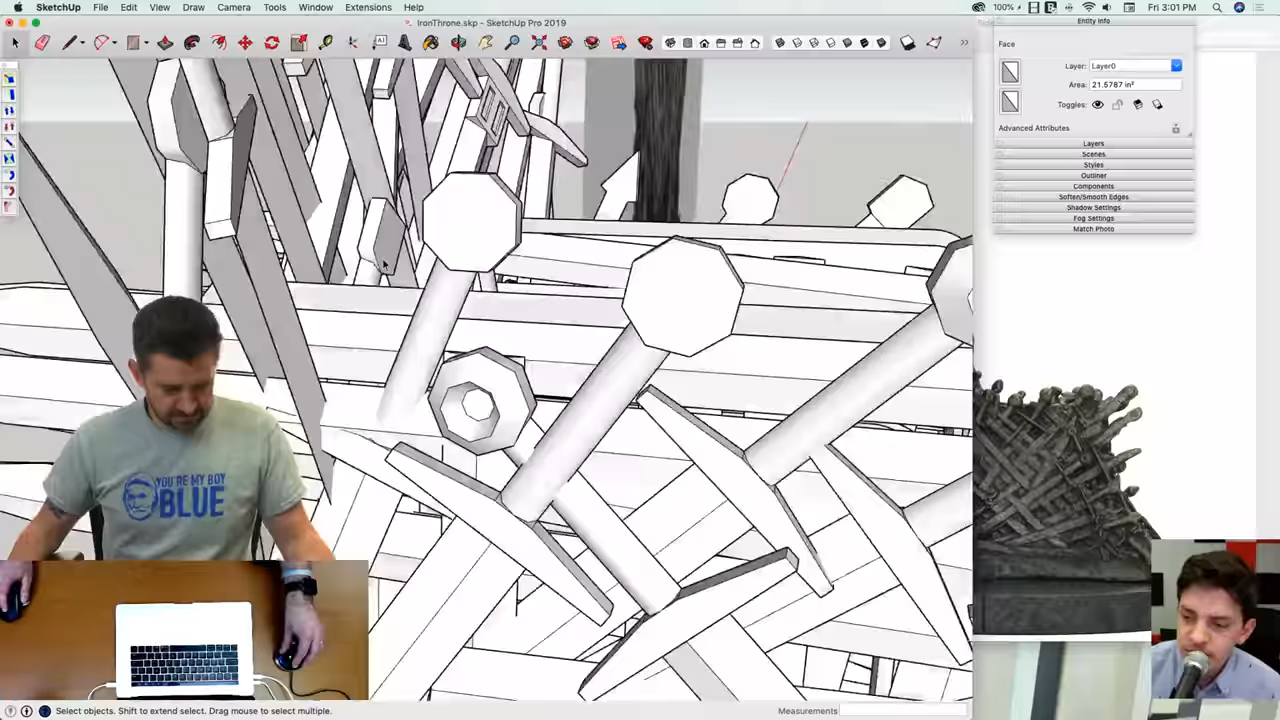 SketchUp File Edit View Draw Camera Tools Window Extensions Help 100% Fri 3:01 PM
IronThrone.skp - SketchUp Pro 2019
Entity Info
Face
Layer: Layer0
Area: 21.5787 in²
Toggles:
Advanced Attributes
Layers
Scenes
Styles
Outliner
Components
Soften/Smooth Edges
Shadow Settings
Fog Settings
Match Photo
YOU'RE MY BOY
BLUE
Select objects. Shift to extend select. Drag mouse to select multiple.
Measurements